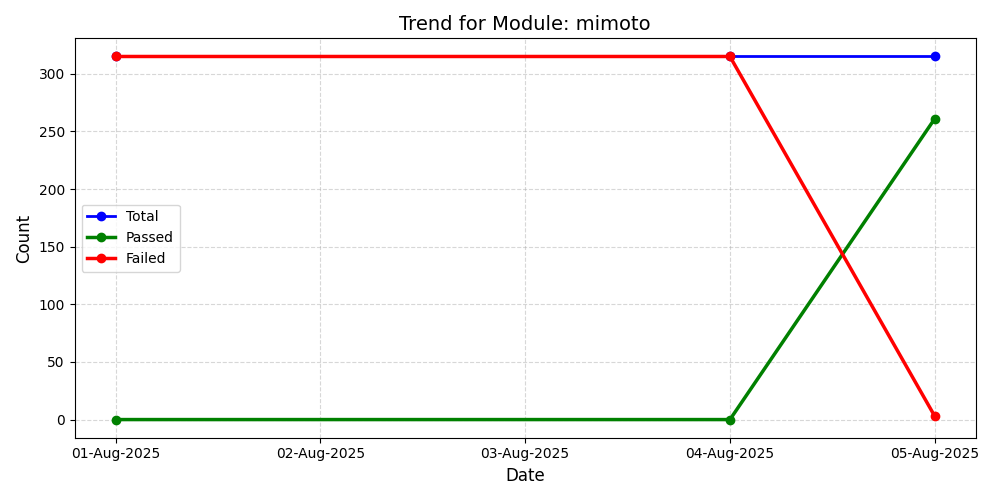 Trend for Module: mimoto
Count
300
250
200
150
100
50
0
Total
Passed
Failed
01-Aug-2025
02-Aug-2025
03-Aug-2025
04-Aug-2025
05-Aug-2025
Date